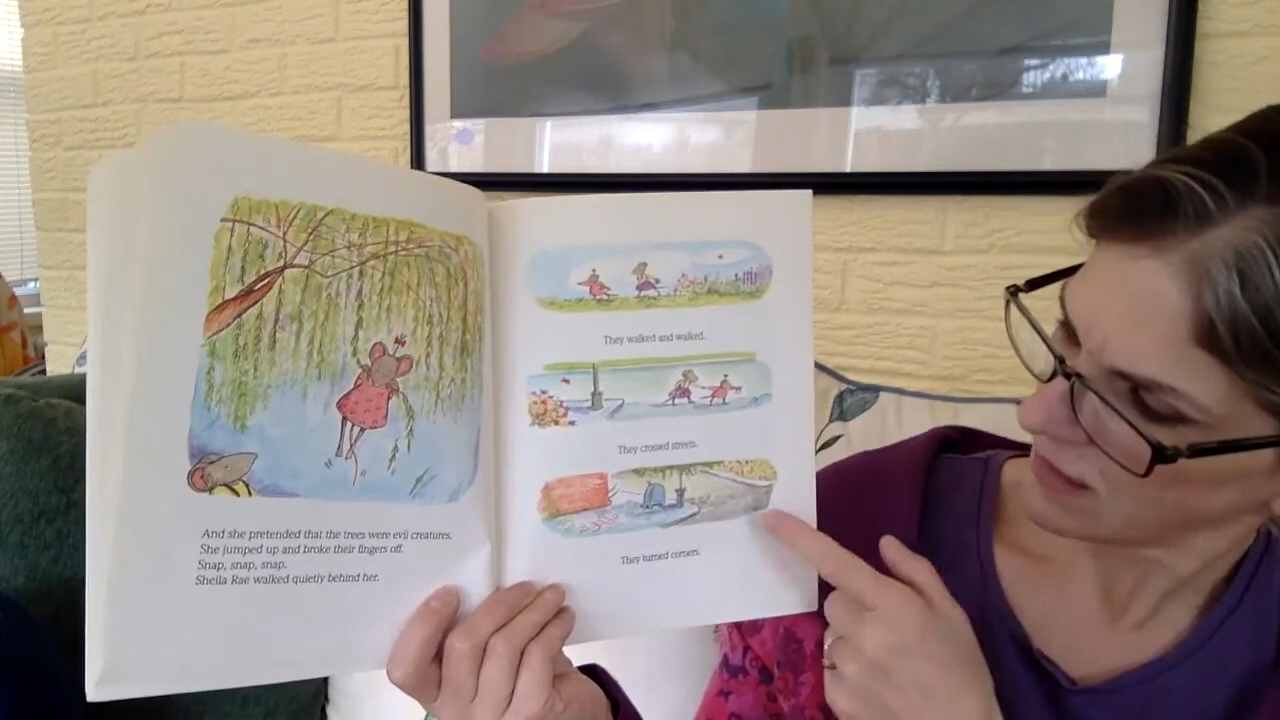 And she pretended that the trees were evil creatures.
She jumped up and broke their fingers off.
Snap, snap, snap.
Sheila Rae walked quietly behind her.
They walked and walked.
They crossed streets.
They turned corners.